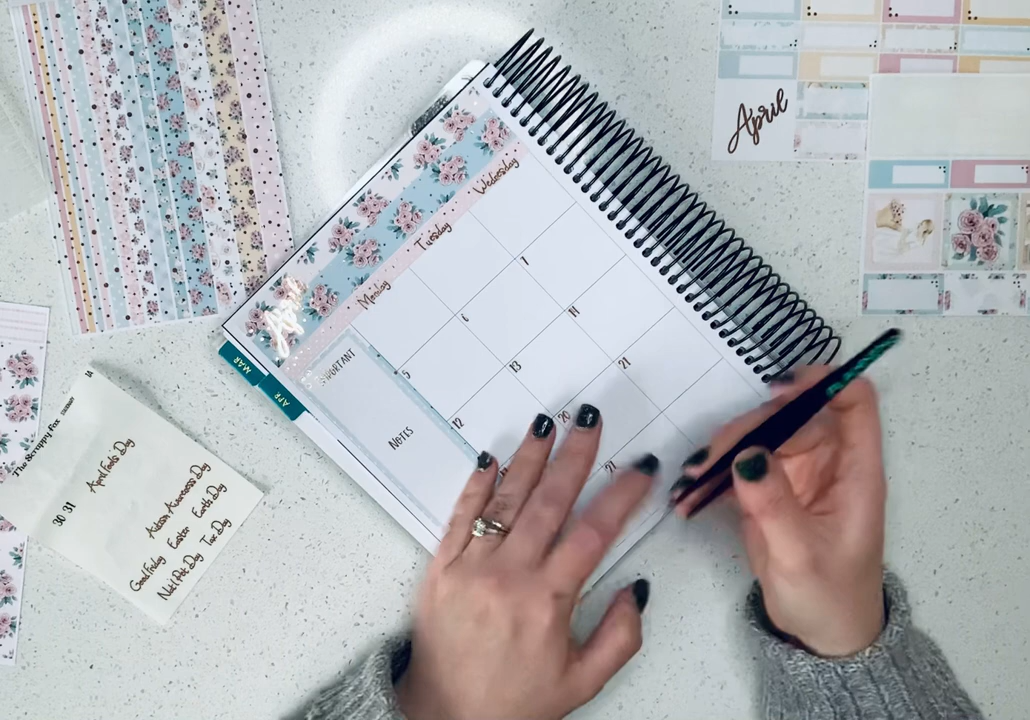 April
Wednesday
Tuesday
Monday
April
IMPORTANT
NOTES
7
6
14
5
13
21
12
20
27
MAR
APR
The Scrappy Fox
30 31
April Fools Day
Autism Awareness Day
Good Friday Easter Earth Day
Nat'l Pet Day Tax Day